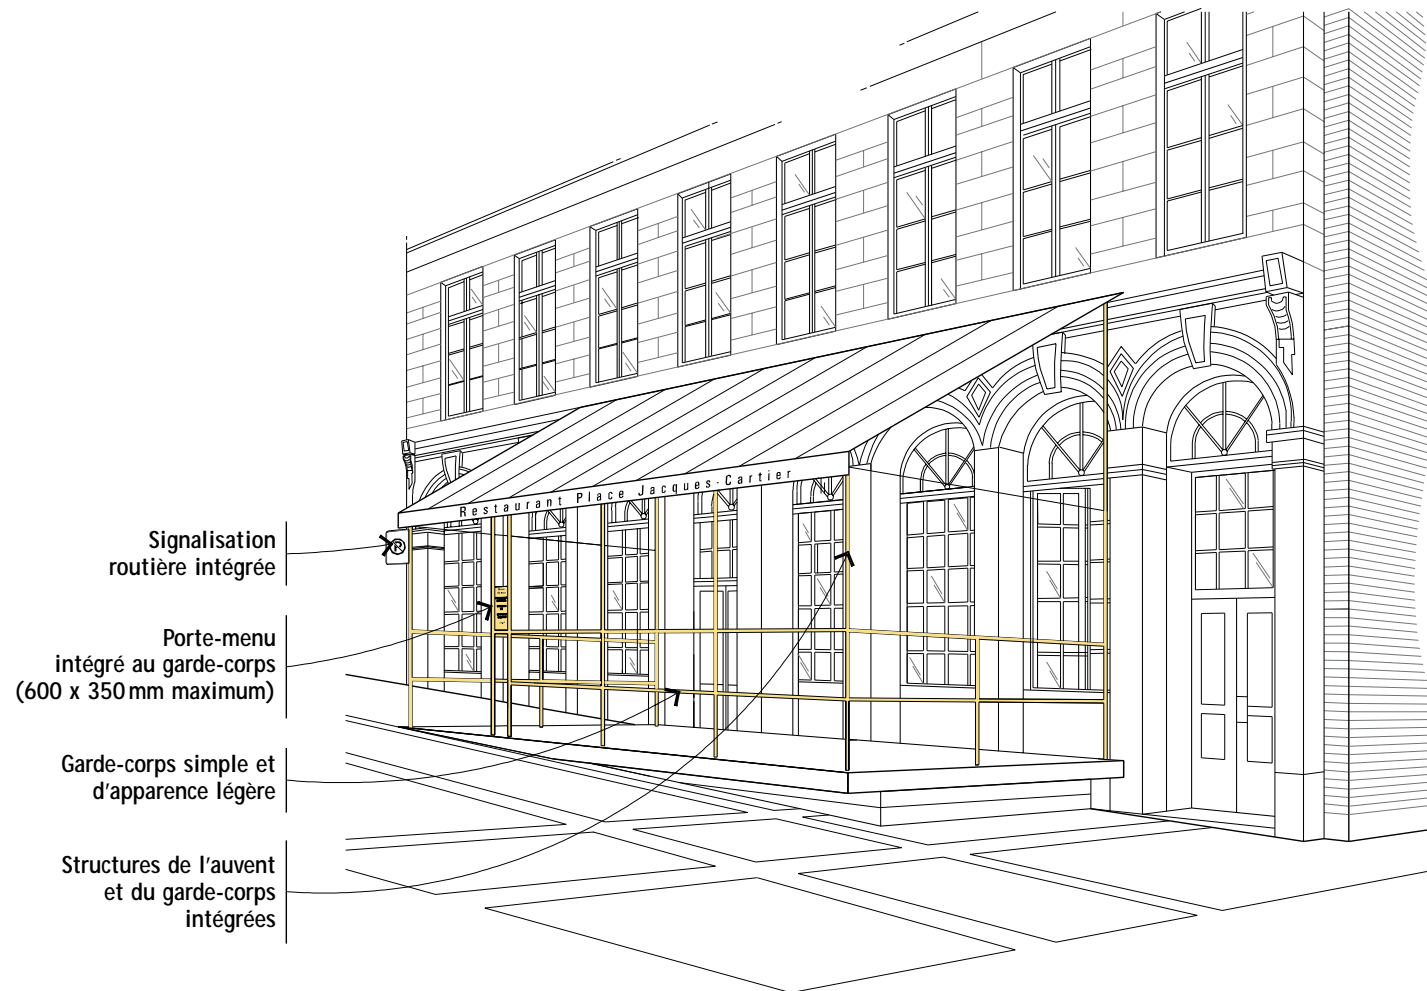 Restaurant Place Jacques-Cartier
Signalisation
routière intégrée
Porte-menu
intégré au garde-corps
(600 x 350 mm maximum)
Garde-corps simple et
d'apparence légère
Structures de l'auvent
et du garde-corps
intégrées